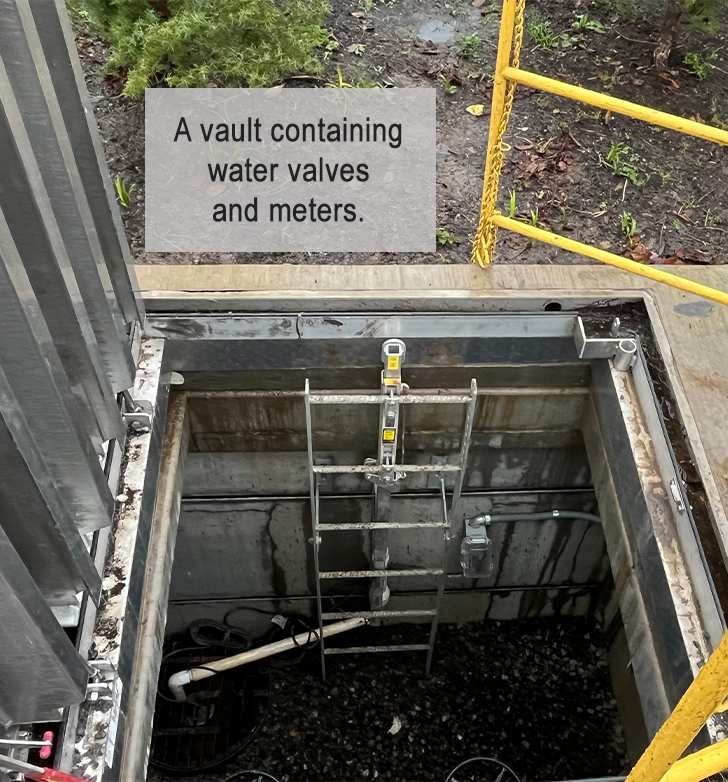 A vault containing
water valves
and meters.